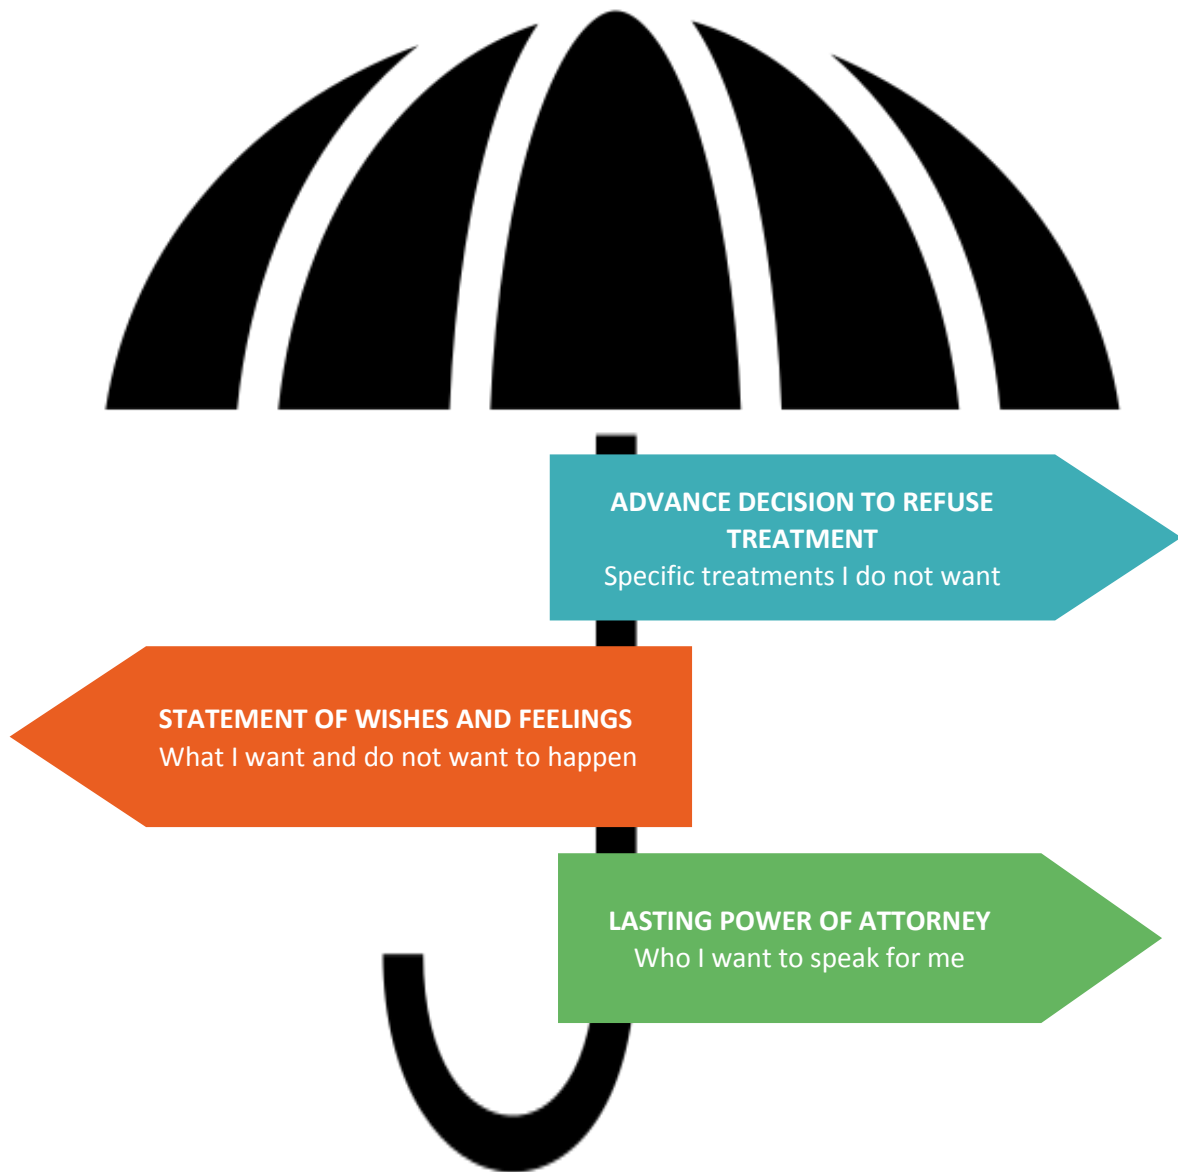 ADVANCE DECISION TO REFUSE
TREATMENT
Specific treatments I do not want
STATEMENT OF WISHES AND FEELINGS
What I want and do not want to happen
LASTING POWER OF ATTORNEY
Who I want to speak for me